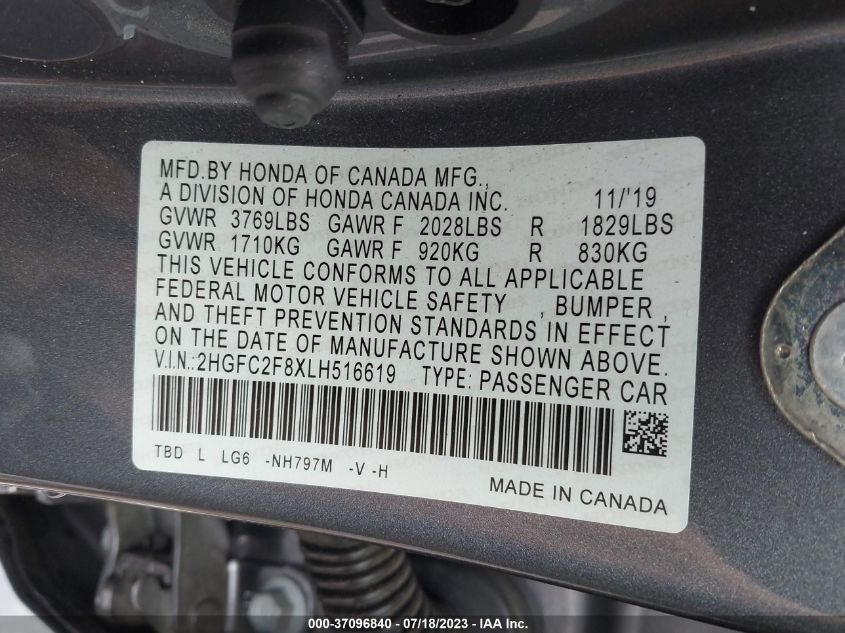 MFD.BY HONDA OF CANADA MFG.,
A DIVISION OF HONDA CANADA INC. 11/'19
GVWR 3769LBS GAWR F 2028LBS R 1829LBS
GVWR 1710KG GAWR F 920KG R 830KG
THIS VEHICLE CONFORMS TO ALL APPLICABLE
FEDERAL MOTOR VEHICLE SAFETY , BUMPER ,
AND THEFT PREVENTION STANDARDS IN EFFECT
ON THE DATE OF MANUFACTURE SHOWN ABOVE.
V.I.N.:2HGFC2F8XLH516619 TYPE: PASSENGER CAR
TBD L LG6 -NH797M -V -H
MADE IN CANADA
000-37096840 - 07/18/2023 - IAA Inc.